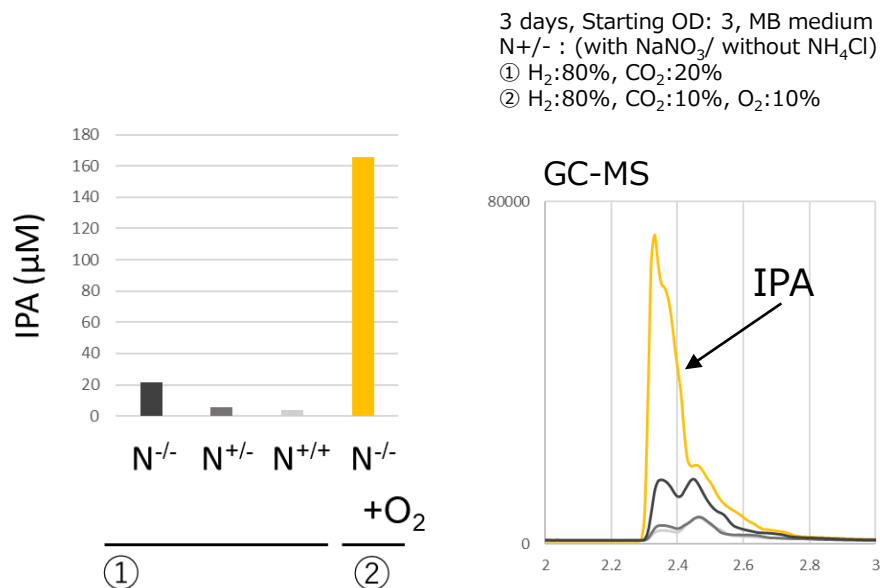 3 days, Starting OD: 3, MB medium
N+/- : (with NaNO₃/ without NH₄Cl)
① H₂:80%, CO₂:20%
② H₂:80%, CO₂:10%, O₂:10%
IPA (μM)
180
160
140
120
100
80
60
40
20
0
N⁻/⁻ N⁺/⁻ N⁺/⁺ N⁻/⁻
+O₂
① ②
GC-MS
80000
IPA
0
2 2.2 2.4 2.6 2.8 3